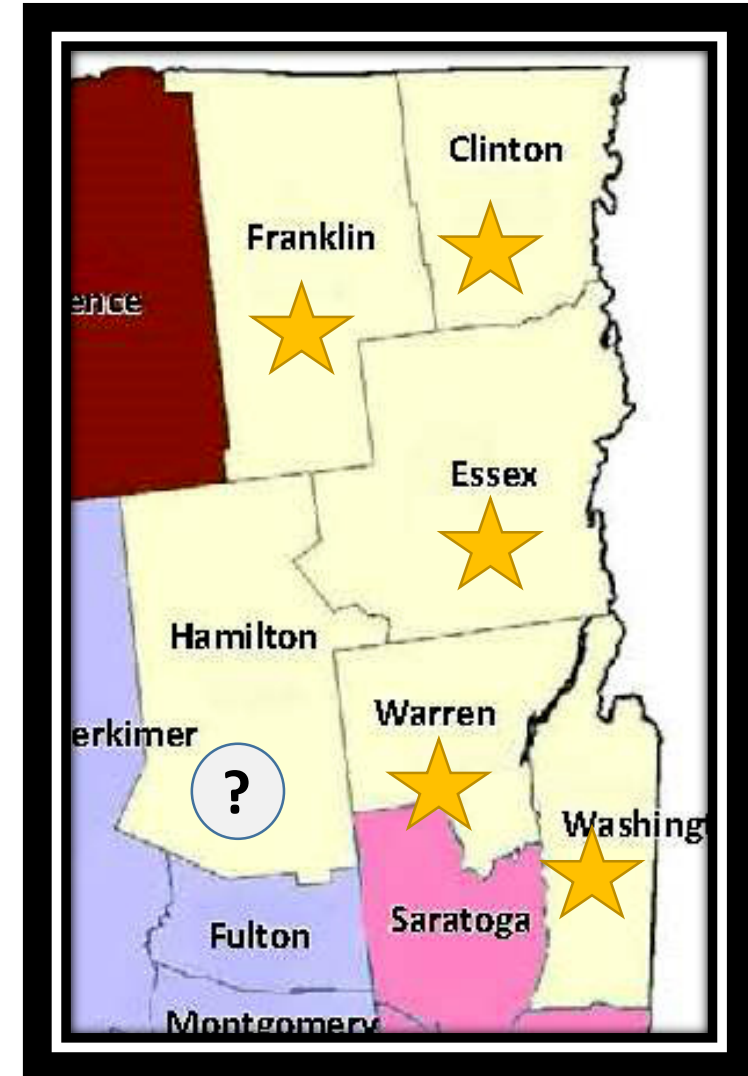 Clinton
Franklin
ence
Essex
Hamilton
Warren
erkimer
?
Washingt
Saratoga
Fulton
Montgomery